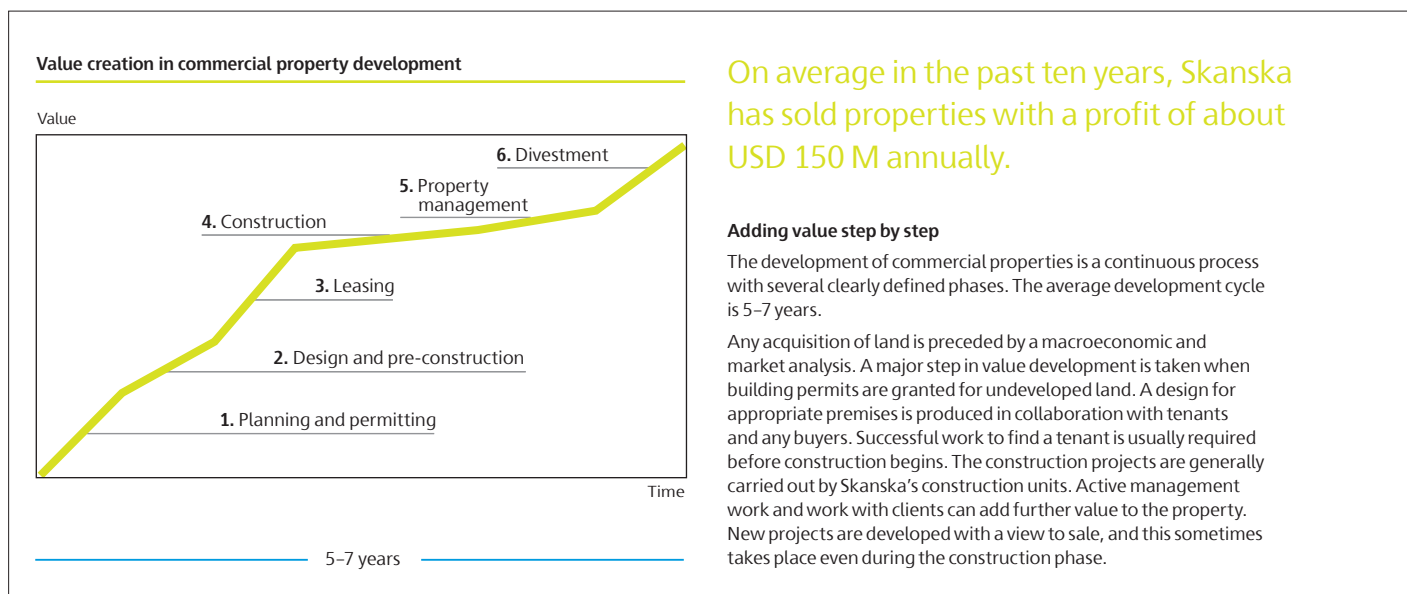 Value creation in commercial property development
Value
6. Divestment
5. Property
management
4. Construction
3. Leasing
2. Design and pre-construction
1. Planning and permitting
Time
5–7 years
On average in the past ten years, Skanska
has sold properties with a profit of about
USD 150 M annually.
Adding value step by step
The development of commercial properties is a continuous process
with several clearly defined phases. The average development cycle
is 5–7 years.
Any acquisition of land is preceded by a macroeconomic and
market analysis. A major step in value development is taken when
building permits are granted for undeveloped land. A design for
appropriate premises is produced in collaboration with tenants
and any buyers. Successful work to find a tenant is usually required
before construction begins. The construction projects are generally
carried out by Skanska’s construction units. Active management
work and work with clients can add further value to the property.
New projects are developed with a view to sale, and this sometimes
takes place even during the construction phase.